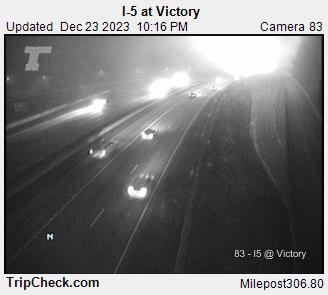 I-5 at Victory
Updated Dec 23 2023 10:16 PM Camera 83
T
N
83 - I5 @ Victory
TripCheck.com Milepost306.80